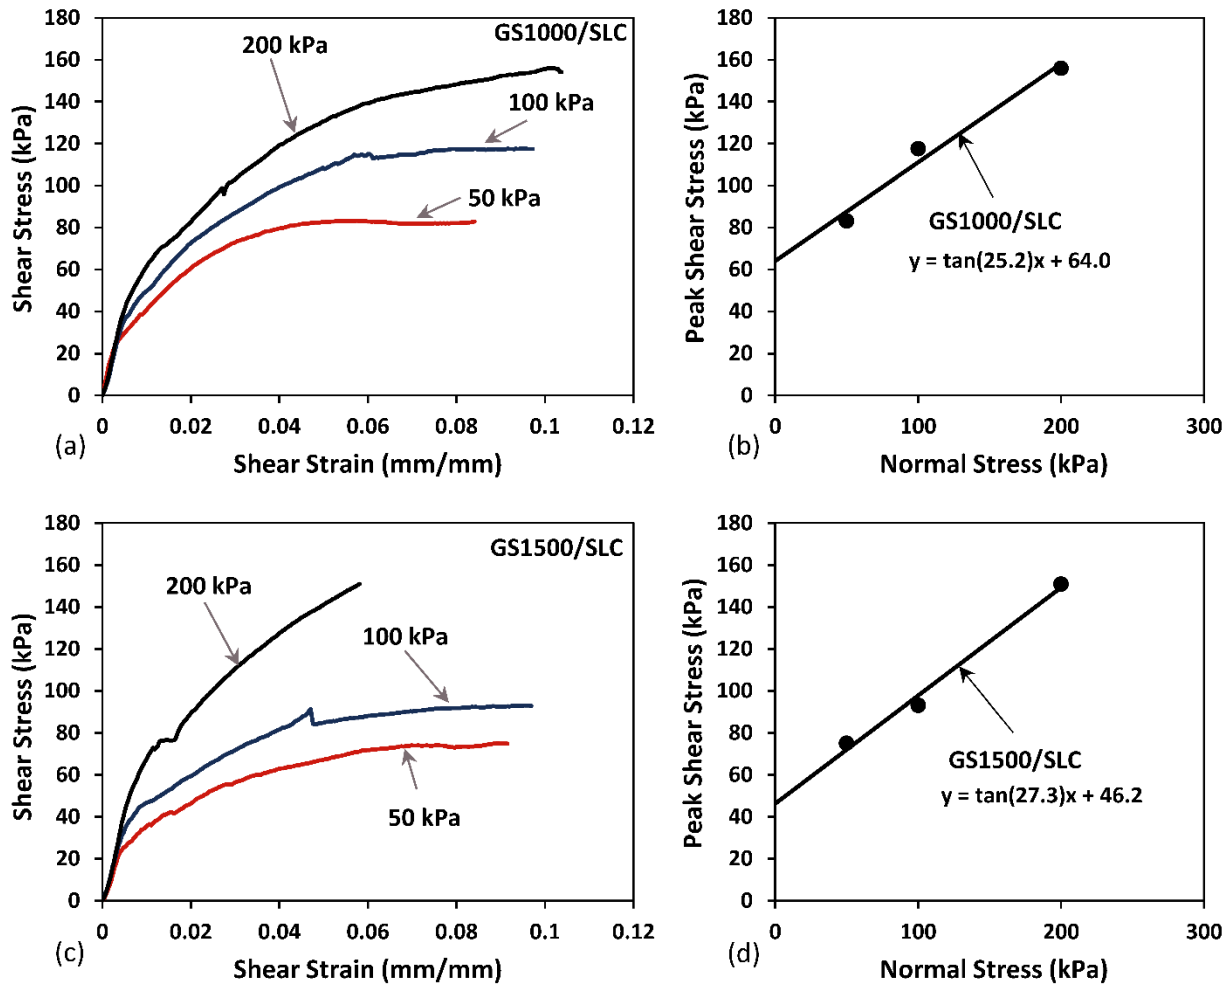 GS1000/SLC
200 kPa
100 kPa
50 kPa
Shear Stress (kPa)
180
160
140
120
100
80
60
40
20
0
0
0.02
0.04
0.06
0.08
0.1
0.12
(a)
Shear Strain (mm/mm)
Peak Shear Stress (kPa)
180
160
140
120
100
80
60
40
20
0
GS1000/SLC
y = tan(25.2)x + 64.0
0
100
200
300
(b)
Normal Stress (kPa)
GS1500/SLC
200 kPa
100 kPa
50 kPa
Shear Stress (kPa)
180
160
140
120
100
80
60
40
20
0
0
0.02
0.04
0.06
0.08
0.1
0.12
(c)
Shear Strain (mm/mm)
Peak Shear Stress (kPa)
180
160
140
120
100
80
60
40
20
0
GS1500/SLC
y = tan(27.3)x + 46.2
0
100
200
300
(d)
Normal Stress (kPa)